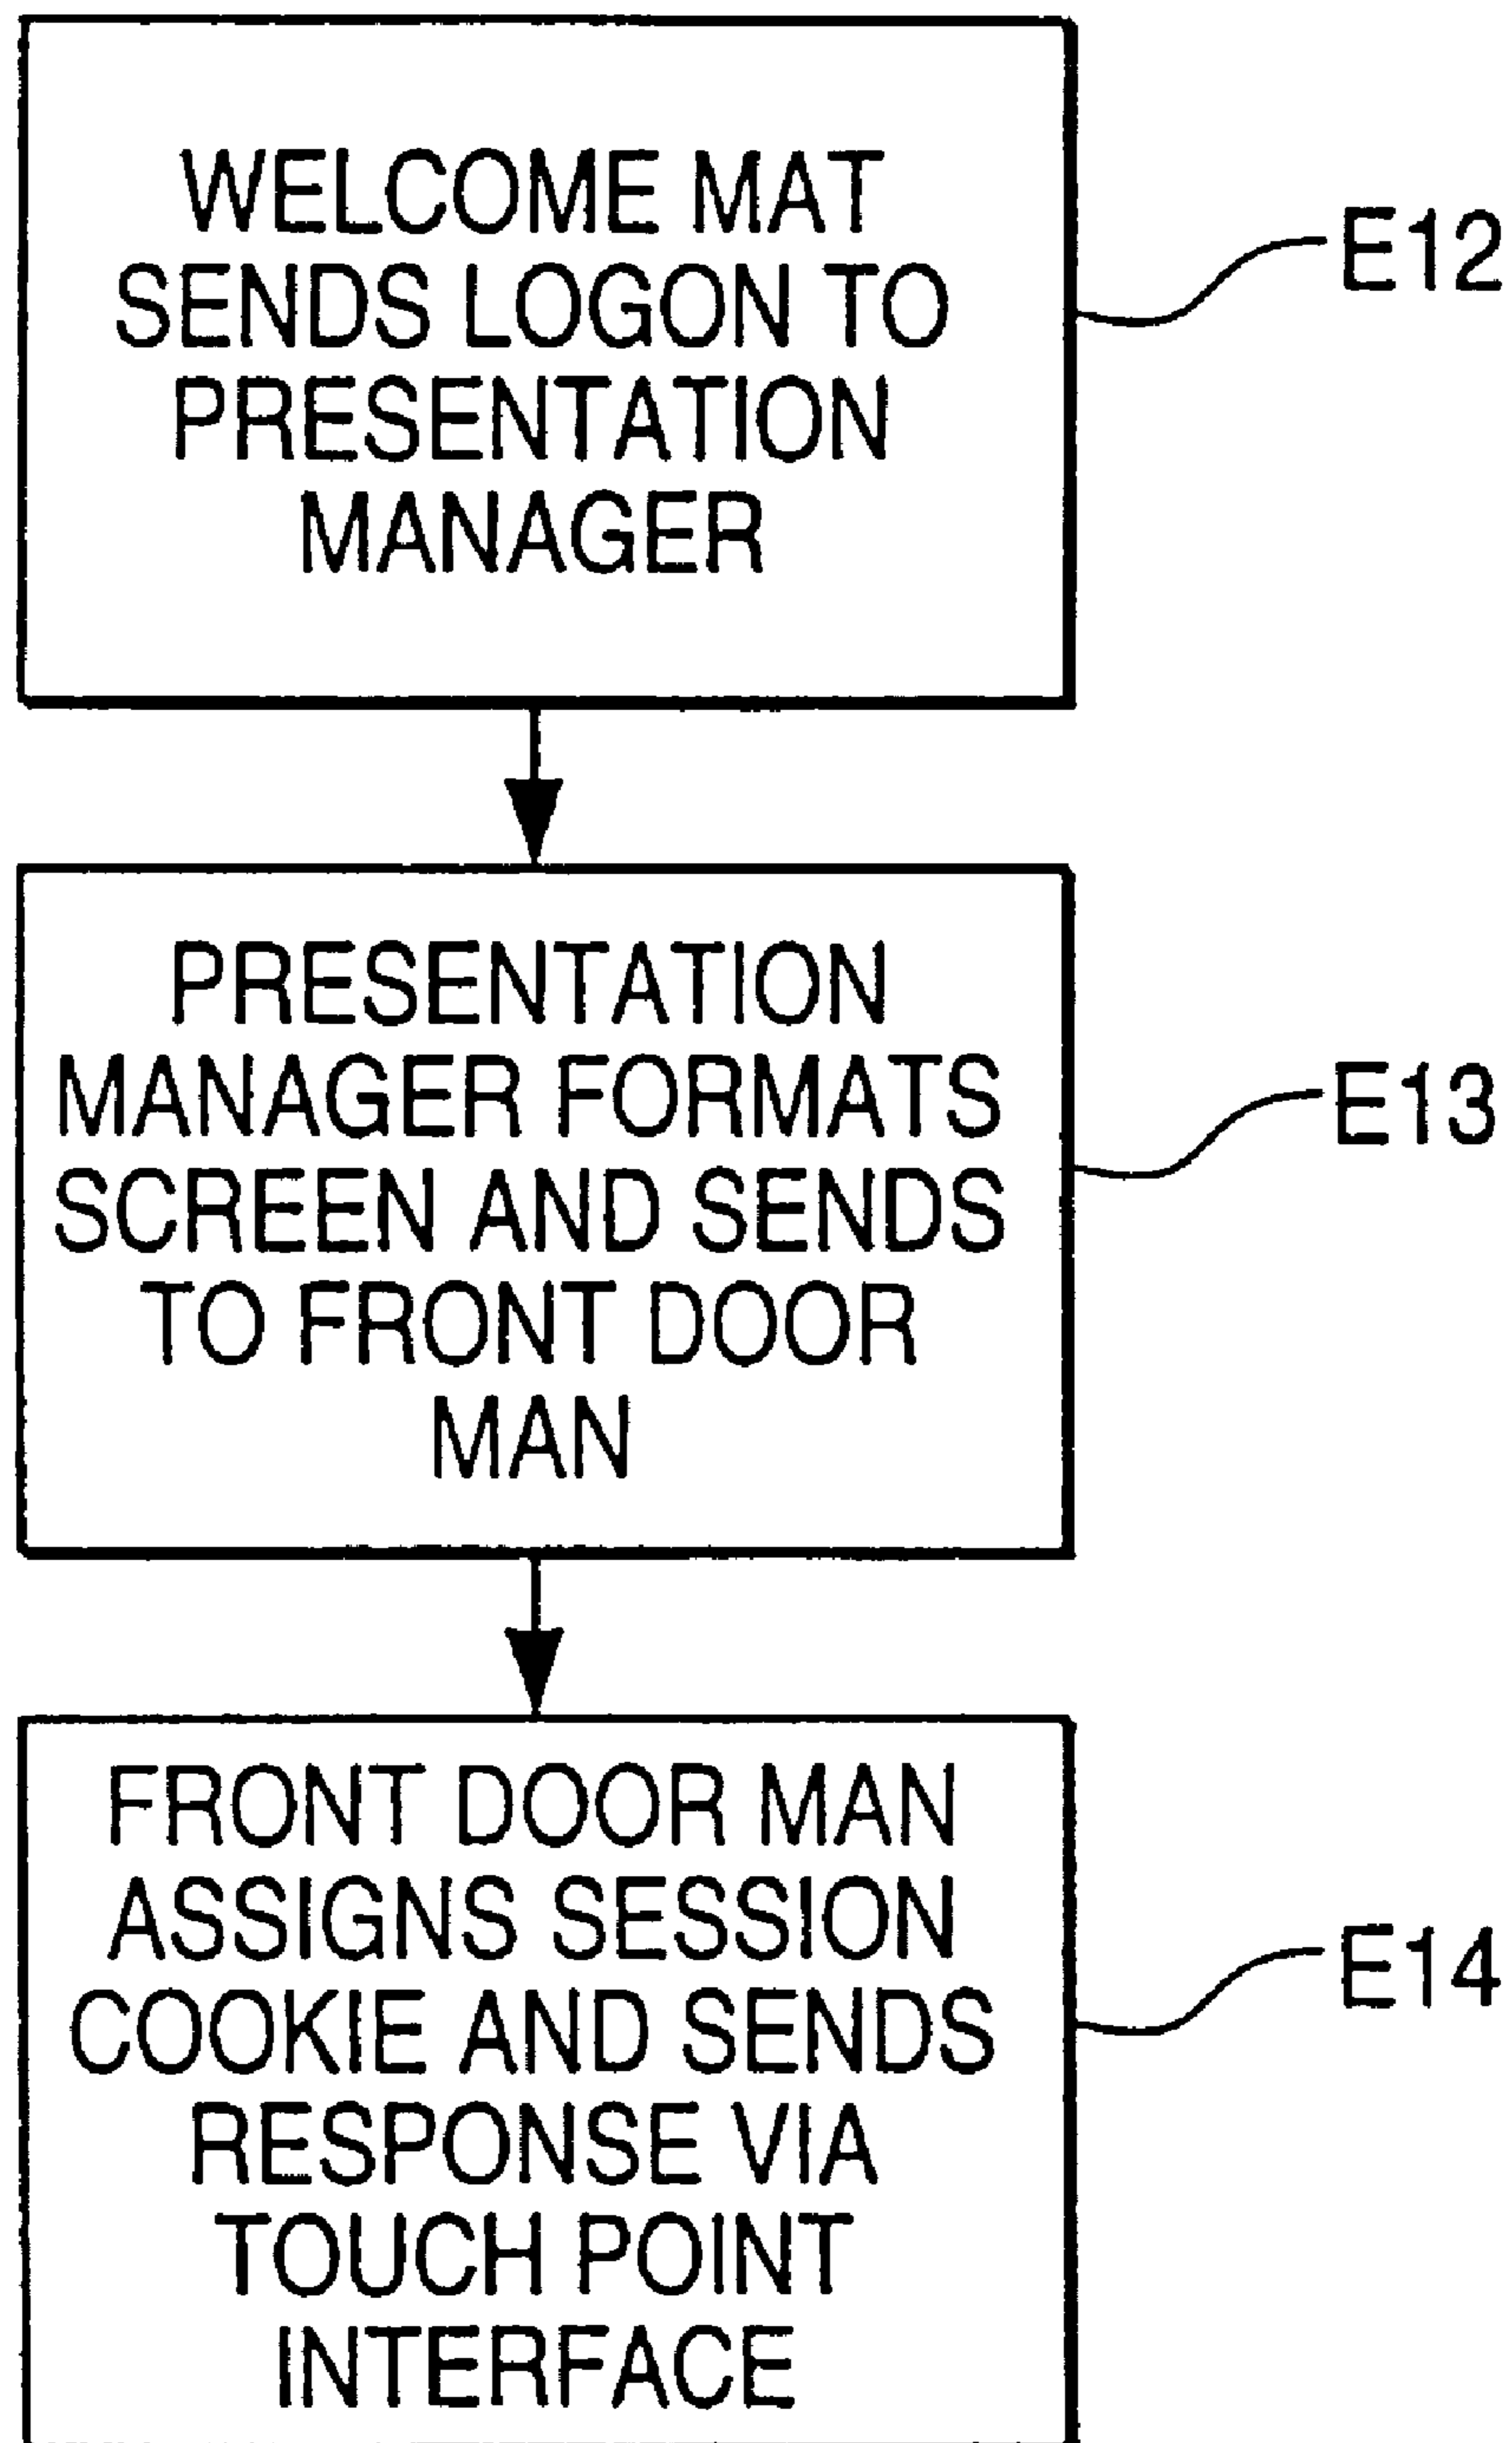 WELCOME MAT
SENDS LOGON TO
PRESENTATION
MANAGER
E12
PRESENTATION
MANAGER FORMATS
SCREEN AND SENDS
TO FRONT DOOR
MAN
E13
FRONT DOOR MAN
ASSIGNS SESSION
COOKIE AND SENDS
RESPONSE VIA
TOUCH POINT
INTERFACE
E14